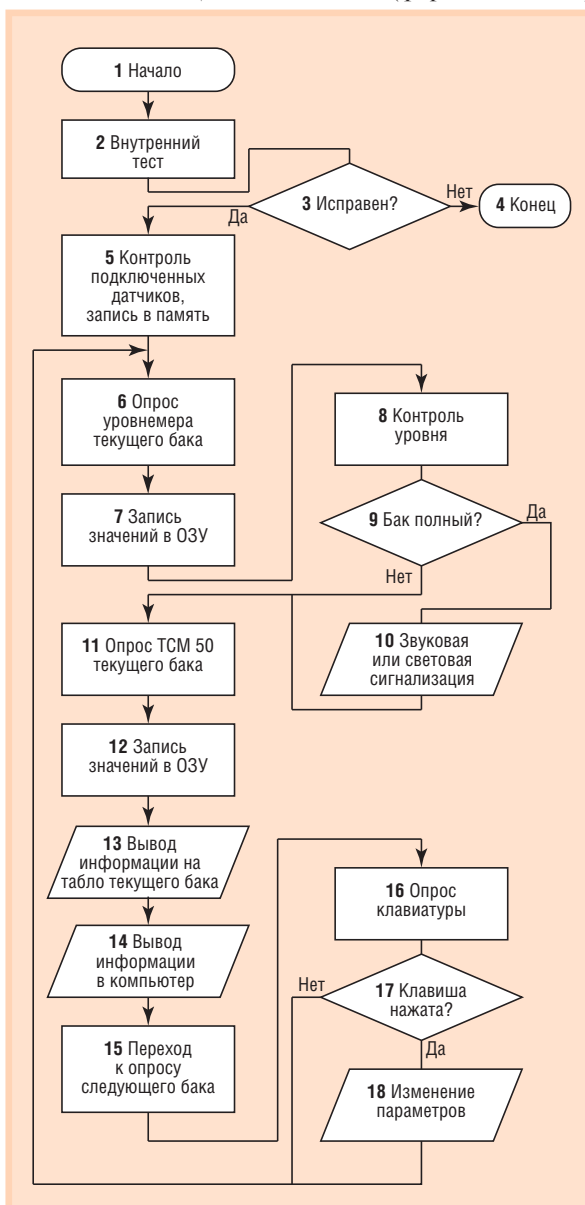 1 Начало
2 Внутренний
тест
3 Исправен?
Нет
4 Конец
Да
5 Контроль
подключенных
датчиков,
запись в память
6 Опрос
уровнемера
текущего бака
7 Запись
значений в ОЗУ
8 Контроль
уровня
9 Бак полный?
Да
Нет
10 Звуковая
или световая
сигнализация
11 Опрос ТСМ 50
текущего бака
12 Запись
значений в ОЗУ
13 Вывод
информации на
табло текущего бака
14 Вывод
информации
в компьютер
15 Переход
к опросу
следующего бака
16 Опрос
клавиатуры
Нет
17 Клавиша
нажата?
Да
18 Изменение
параметров